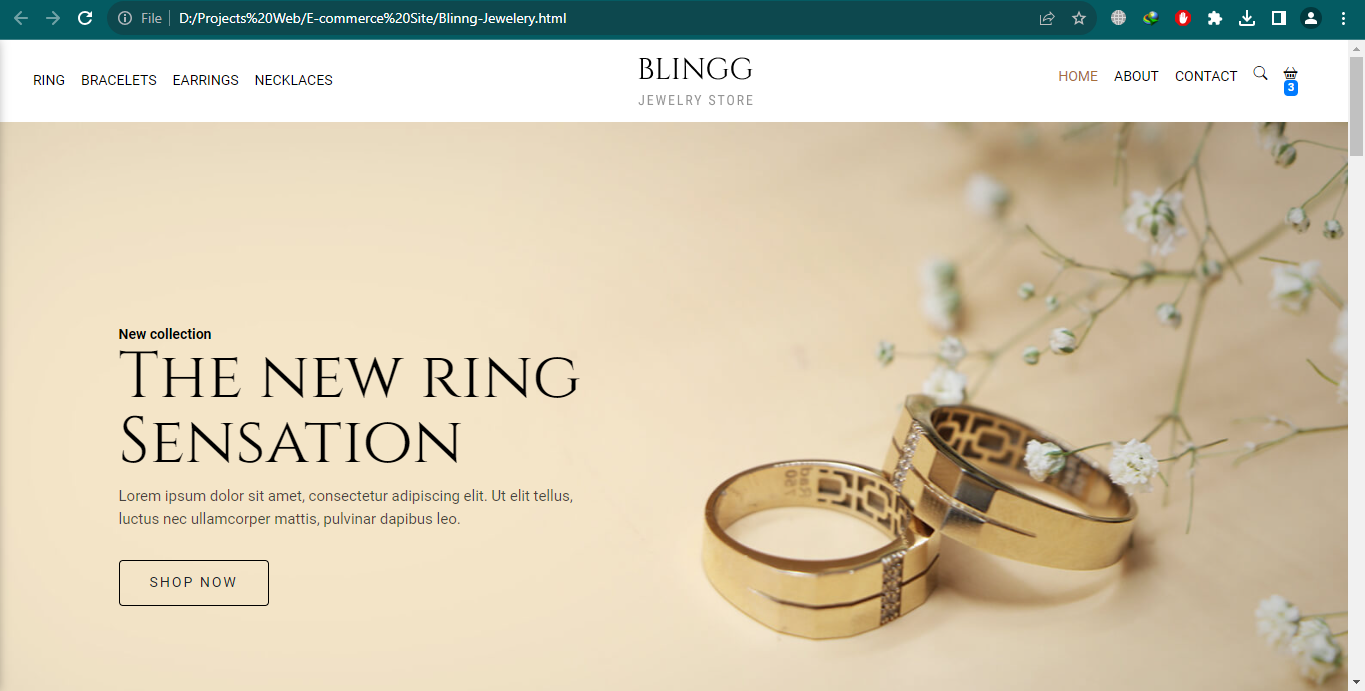 File D:/Projects%20Web/E-commerce%20Site/Blinng-Jewelery.html
RING BRACELETS EARRINGS NECKLACES
BLINGG
JEWELRY STORE
HOME ABOUT CONTACT
3
New collection
The new ring
Sensation
Lorem ipsum dolor sit amet, consectetur adipiscing elit. Ut elit tellus,
luctus nec ullamcorper mattis, pulvinar dapibus leo.
SHOP NOW